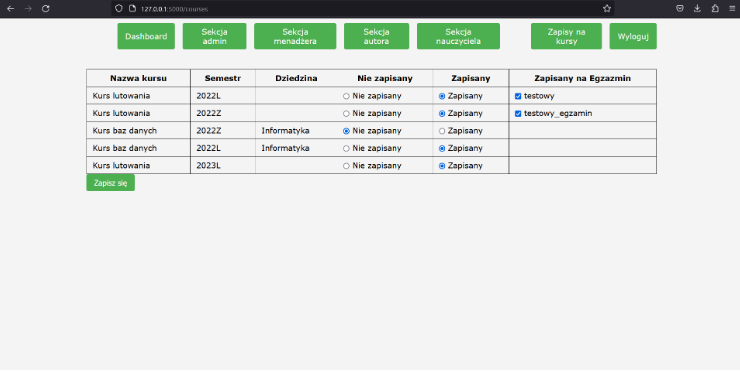 127.0.0.1:5000/courses
Dashboard
Sekcja
admin
Sekcja
menadżera
Sekcja
autora
Sekcja
nauczyciela
Zapisy na
kursy
Wyloguj
Nazwa kursu Semestr Dziedzina Nie zapisany Zapisany Zapisany na Egzazmin
Kurs lutowania 2022L Nie zapisany Zapisany testowy
Kurs lutowania 2022Z Nie zapisany Zapisany testowy_egzamin
Kurs baz danych 2022Z Informatyka Nie zapisany Zapisany
Kurs baz danych 2022L Informatyka Nie zapisany Zapisany
Kurs lutowania 2023L Nie zapisany Zapisany
Zapisz się